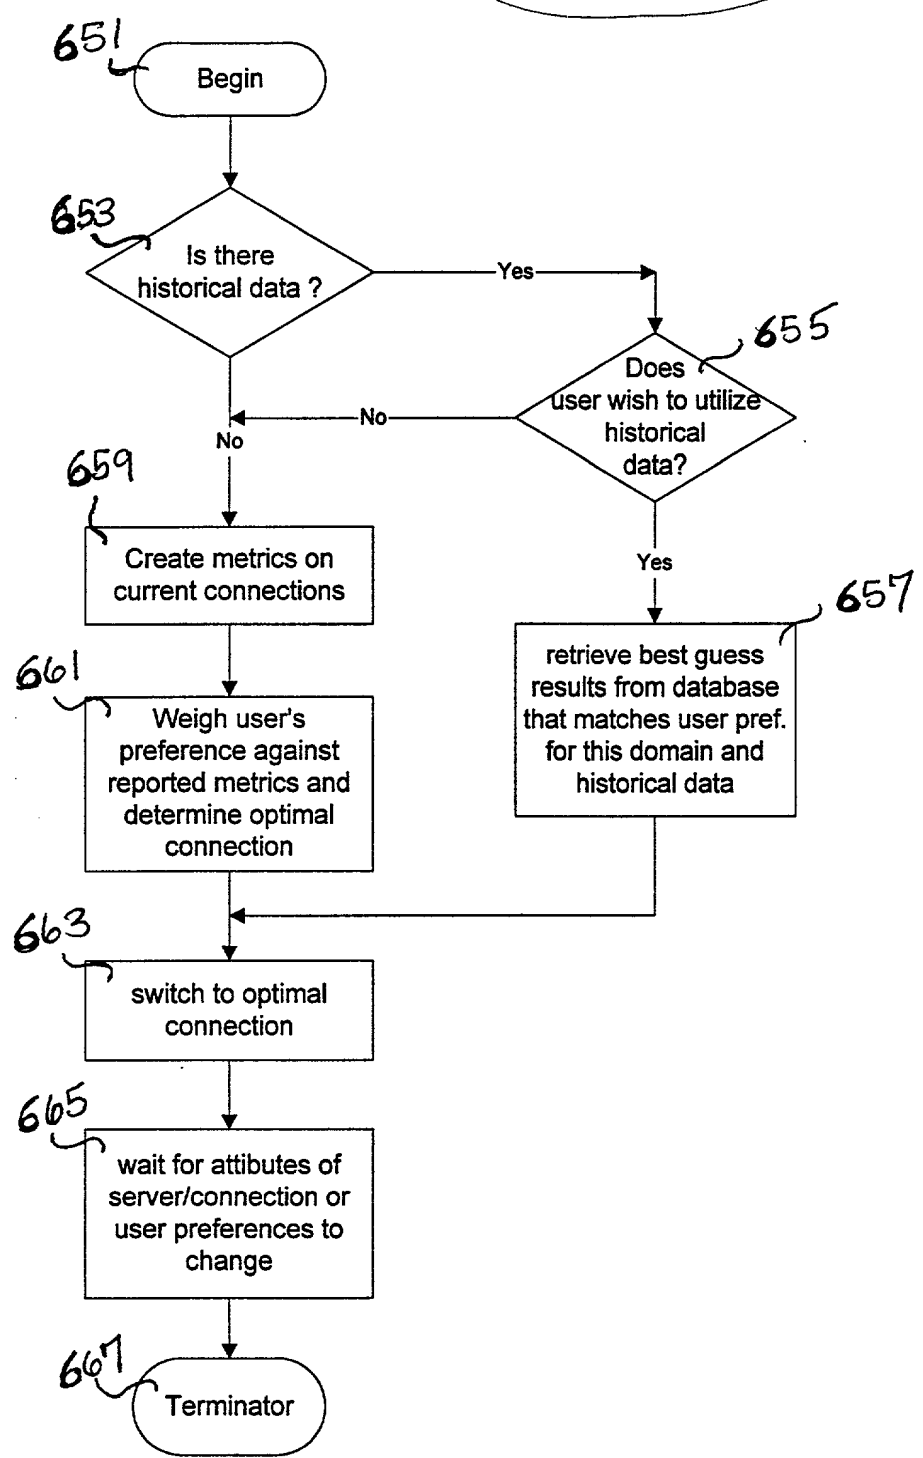 651
Begin
653
Is there
historical data ?
Yes
655
Does
user wish to utilize
historical
data?
No
No
659
Create metrics on
current connections
Yes
657
retrieve best guess
results from database
that matches user pref.
for this domain and
historical data
661
Weigh user's
preference against
reported metrics and
determine optimal
connection
663
switch to optimal
connection
665
wait for attibutes of
server/connection or
user preferences to
change
667
Terminator